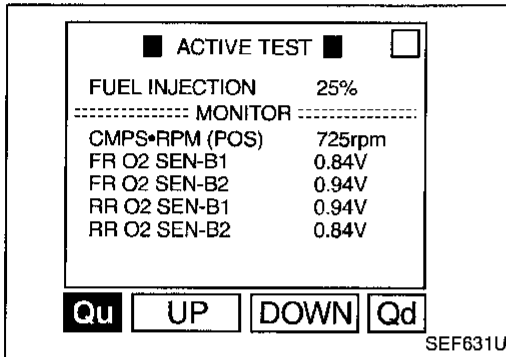 ACTIVE TEST
FUEL INJECTION 25%
MONITOR
CMPS•RPM (POS) 725rpm
FR O2 SEN-B1 0.84V
FR O2 SEN-B2 0.94V
RR O2 SEN-B1 0.94V
RR O2 SEN-B2 0.84V
Qu UP DOWN Qd
SEF631U